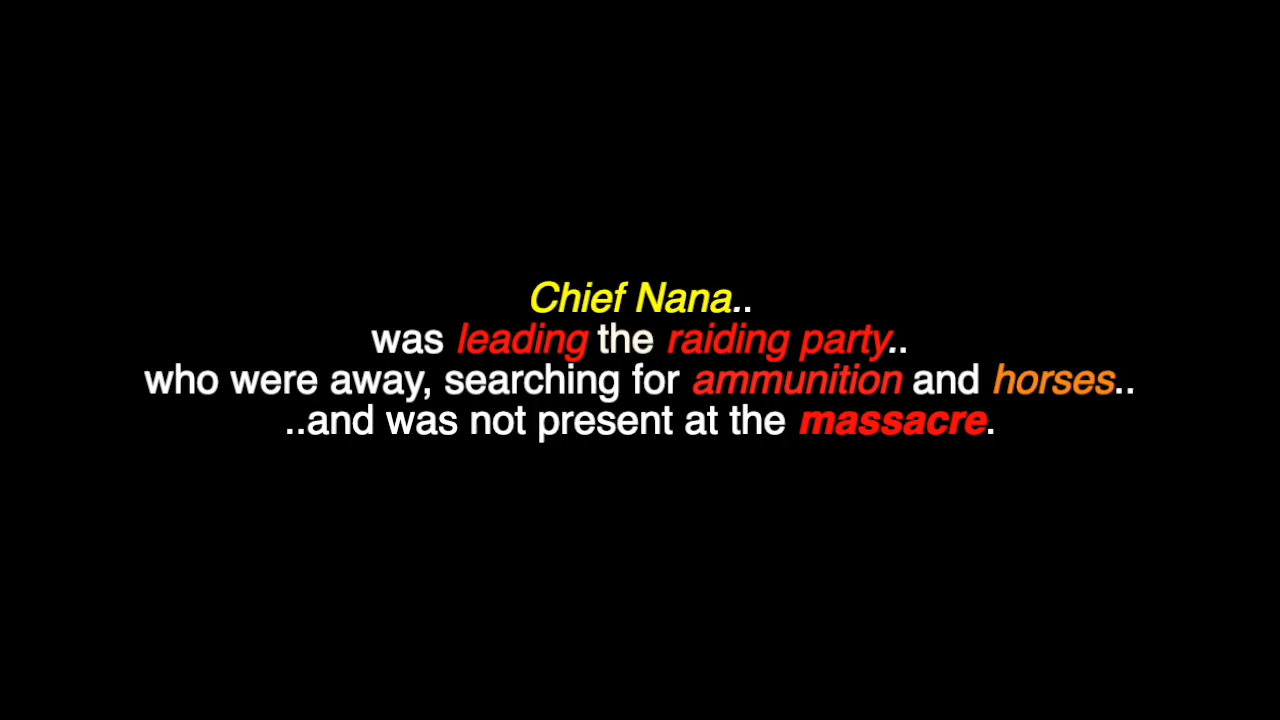 Chief Nana..
was leading the raiding party..
who were away, searching for ammunition and horses..
..and was not present at the massacre.